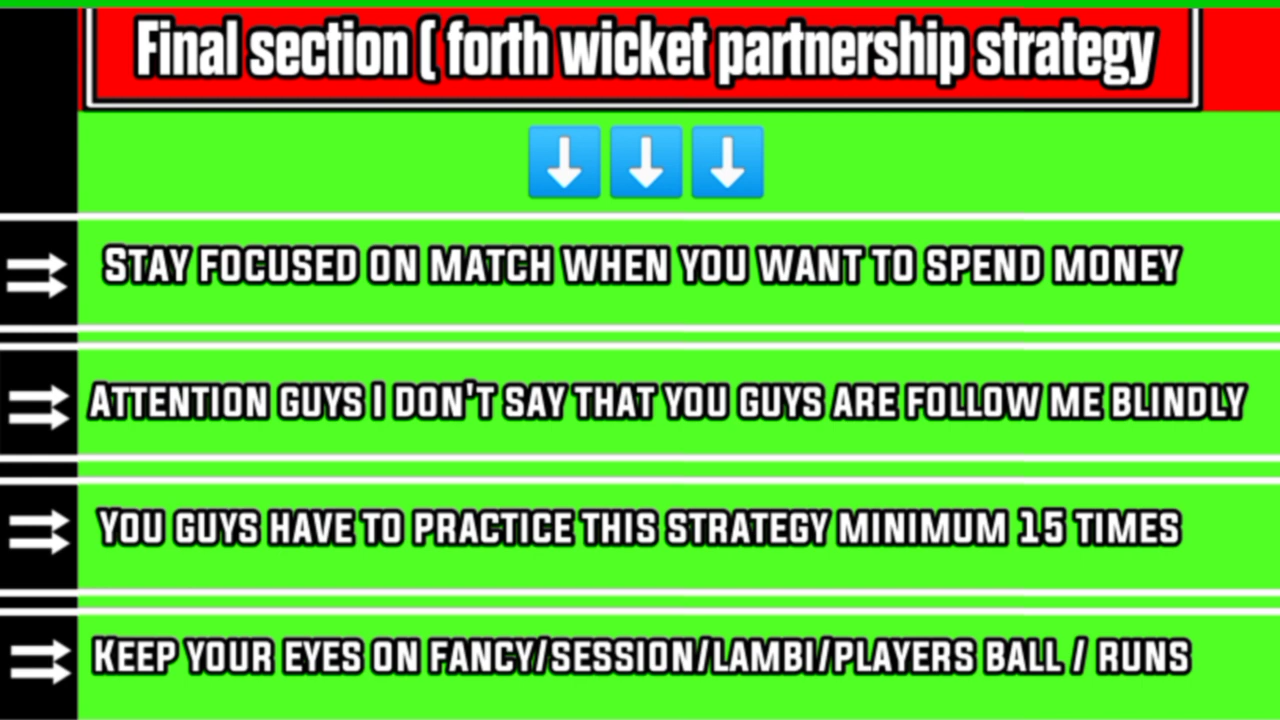 Final section ( forth wicket partnership strategy
STAY FOCUSED ON MATCH WHEN YOU WANT TO SPEND MONEY
ATTENTION GUYS I DON'T SAY THAT YOU GUYS ARE FOLLOW ME BLINDLY
YOU GUYS HAVE TO PRACTICE THIS STRATEGY MINIMUM 15 TIMES
KEEP YOUR EYES ON FANCY/SESSION/LAMBI/PLAYERS BALL / RUNS